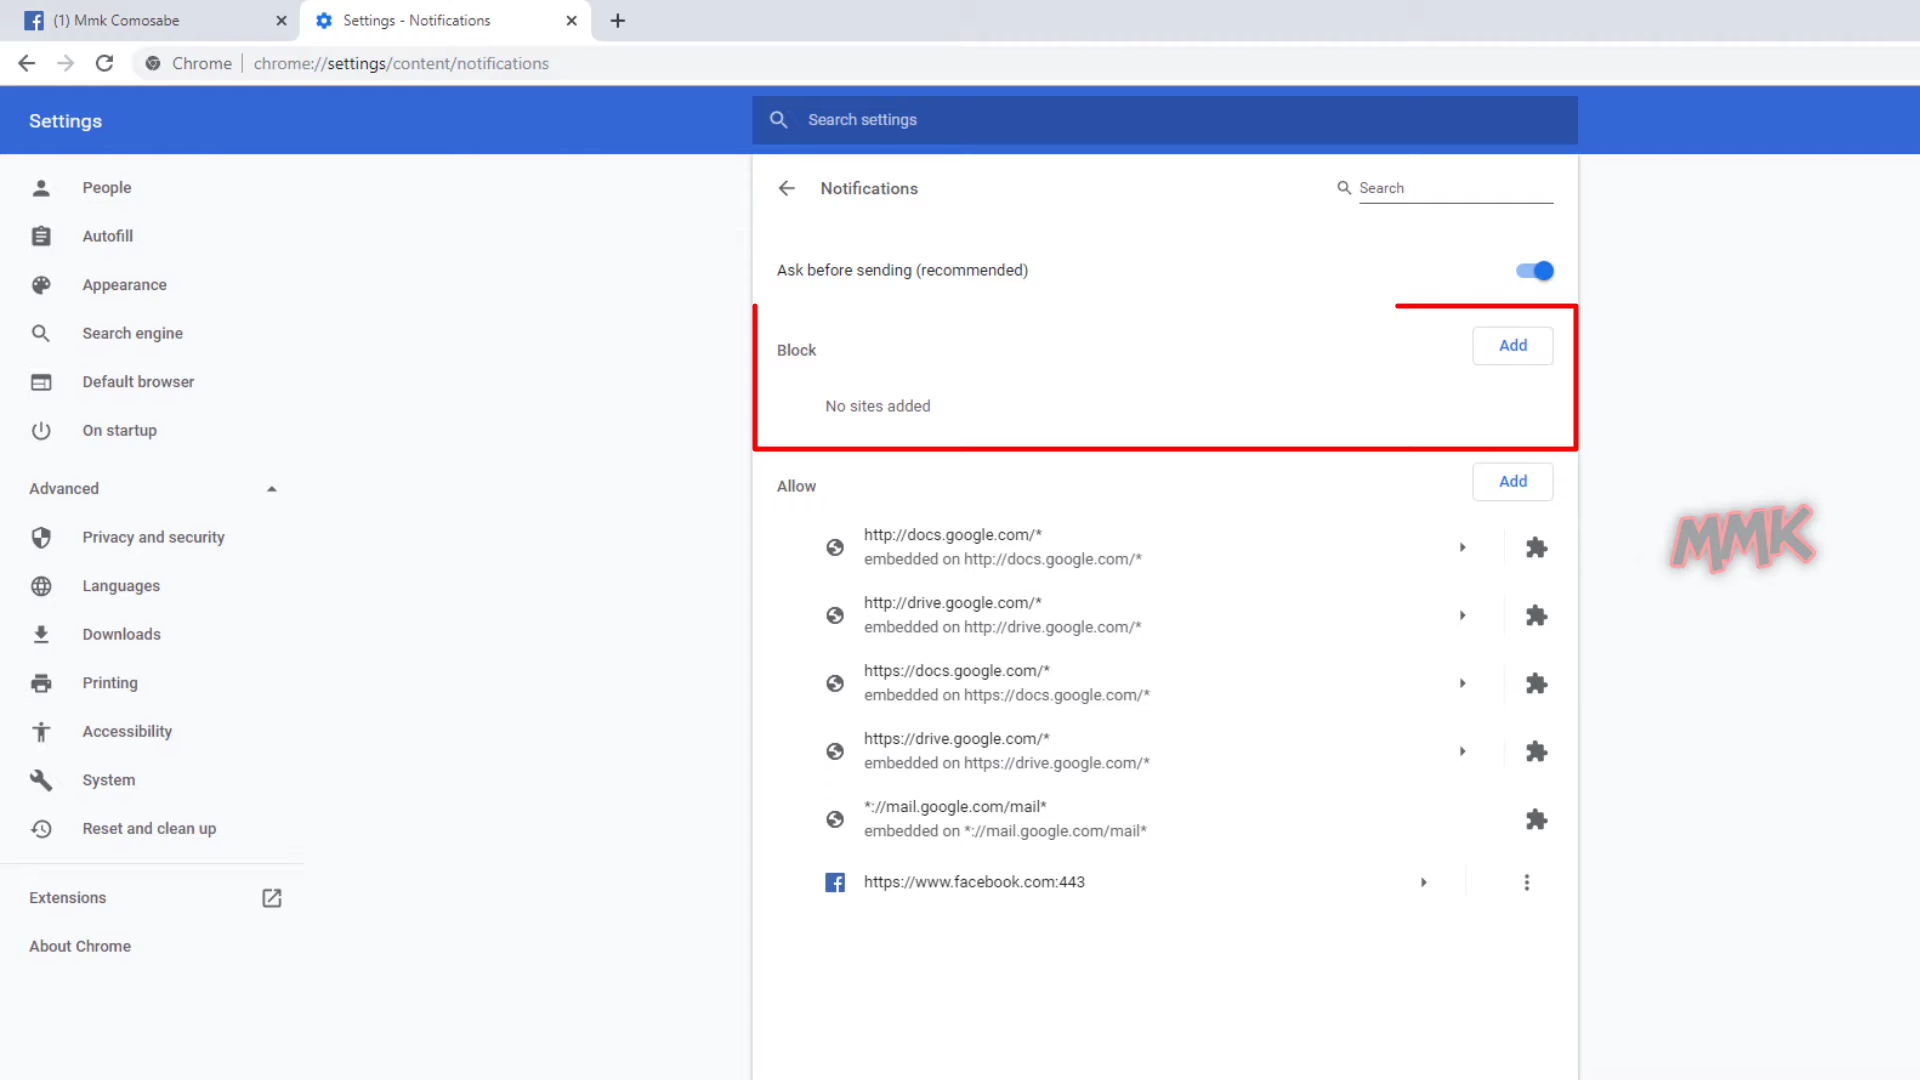 (1) Mmk Comosabe
Settings - Notifications
Chrome
chrome://settings/content/notifications
Settings
Search settings
People
Autofill
Appearance
Search engine
Default browser
On startup
Advanced
Privacy and security
Languages
Downloads
Printing
Accessibility
System
Reset and clean up
Extensions
About Chrome
Notifications
Search
Ask before sending (recommended)
Block
Add
No sites added
Allow
Add
http://docs.google.com/*
embedded on http://docs.google.com/*
http://drive.google.com/*
embedded on http://drive.google.com/*
https://docs.google.com/*
embedded on https://docs.google.com/*
https://drive.google.com/*
embedded on https://drive.google.com/*
*://mail.google.com/mail*
embedded on *://mail.google.com/mail*
https://www.facebook.com:443
MMK